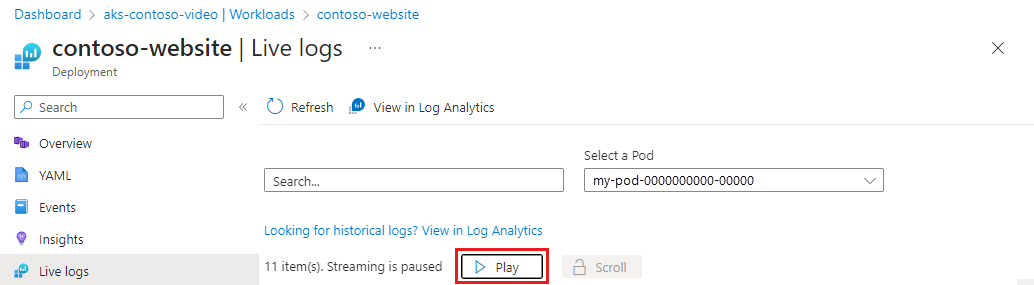 Dashboard > aks-contoso-video | Workloads > contoso-website
contoso-website | Live logs ...
Deployment
Search
«
Refresh
View in Log Analytics
Overview
YAML
Events
Insights
Live logs
Select a Pod
Search...
my-pod-0000000000-00000
Looking for historical logs? View in Log Analytics
11 item(s). Streaming is paused
Play
Scroll